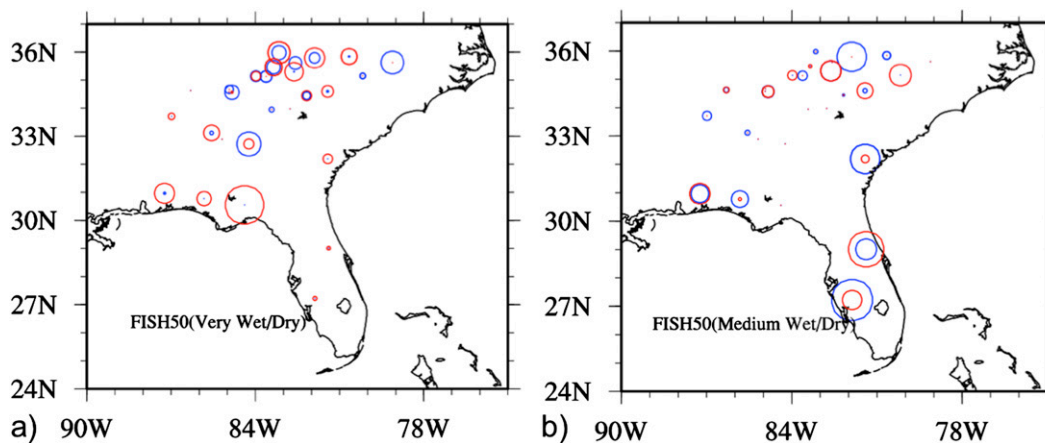 36N
33N
30N
27N
24N
FISH50(Very Wet/Dry)
90W 84W 78W
a)
36N
33N
30N
27N
24N
FISH50(Medium Wet/Dry)
90W 84W 78W
b)